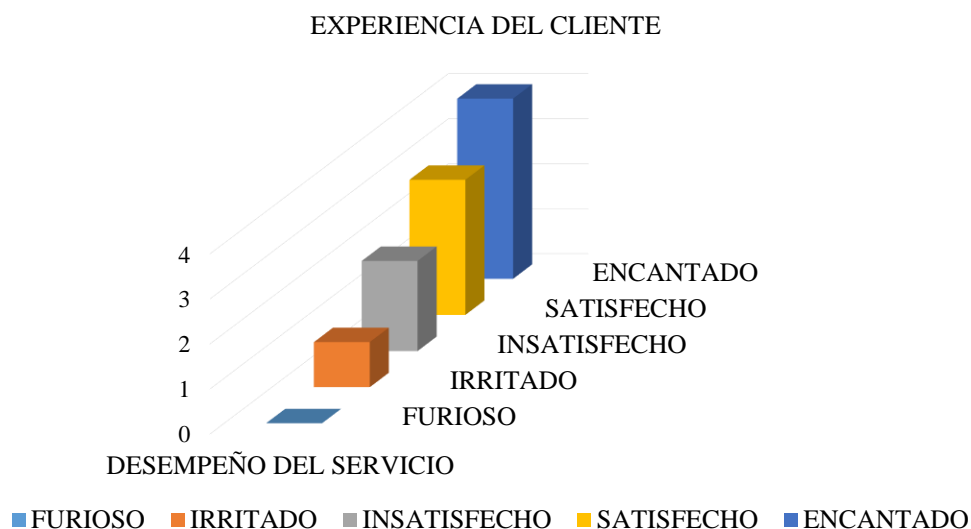 EXPERIENCIA DEL CLIENTE
4
3
2
1
0
ENCANTADO
SATISFECHO
INSATISFECHO
IRRITADO
FURIOSO
DESEMPEÑO DEL SERVICIO
FURIOSO IRRITADO INSATISFECHO SATISFECHO ENCANTADO